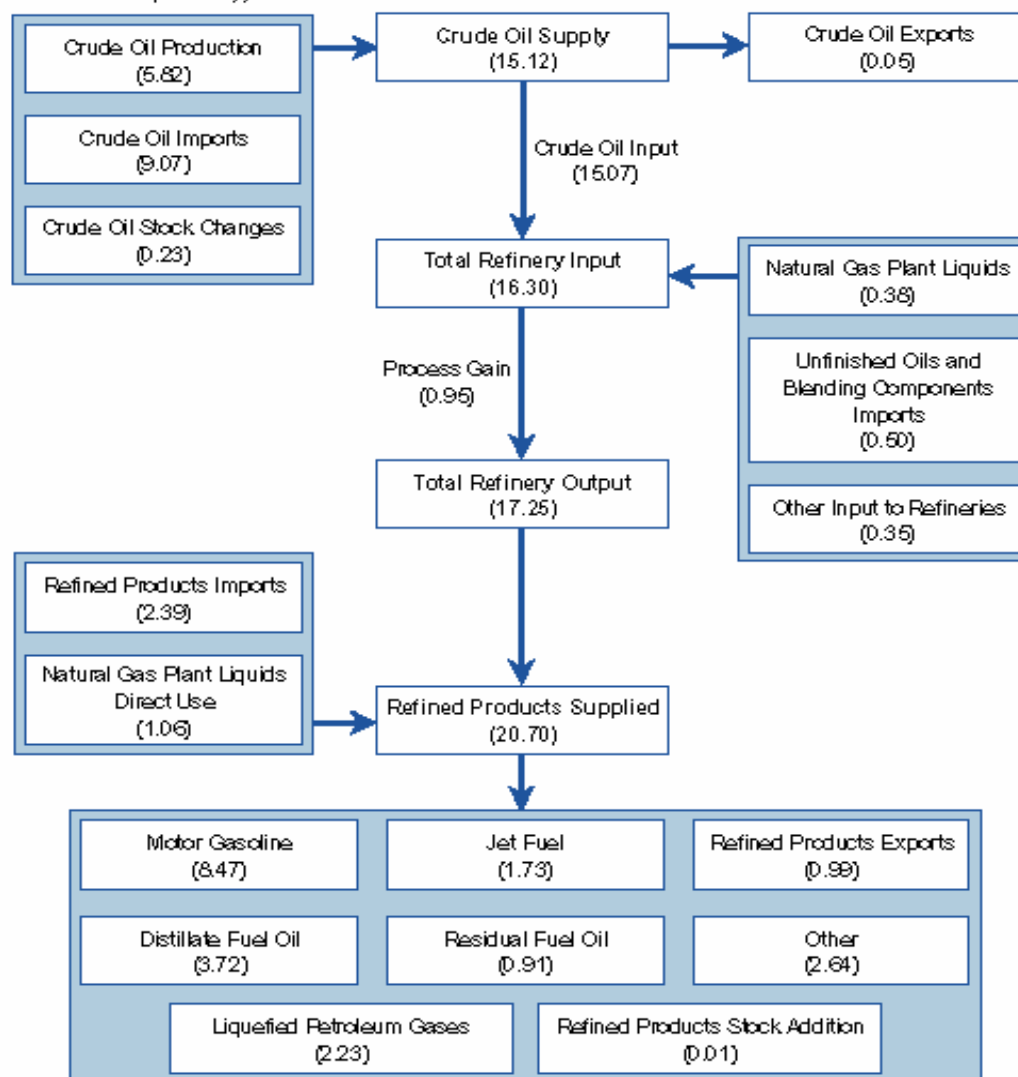 Crude Oil Production
(5.82)
Crude Oil Supply
(15.12)
Crude Oil Exports
(0.05)
Crude Oil Imports
(9.07)
Crude Oil Input
(15.07)
Crude Oil Stock Changes
(0.23)
Total Refinery Input
(16.30)
Natural Gas Plant Liquids
(0.38)
Process Gain
(0.95)
Unfinished Oils and
Blending Components
Imports
(0.50)
Total Refinery Output
(17.25)
Other Input to Refineries
(0.35)
Refined Products Imports
(2.39)
Natural Gas Plant Liquids
Direct Use
(1.06)
Refined Products Supplied
(20.70)
Motor Gasoline
(8.47)
Jet Fuel
(1.73)
Refined Products Exports
(0.99)
Distillate Fuel Oil
(3.72)
Residual Fuel Oil
(0.91)
Other
(2.64)
Liquefied Petroleum Gases
(2.23)
Refined Products Stock Addition
(0.01)